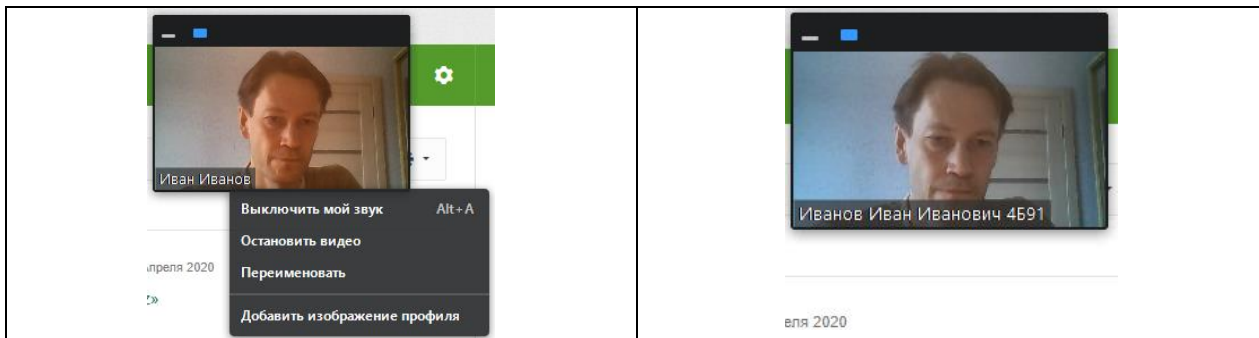 Иван Иванов
Выключить мой звук Alt+A
Остановить видео
апреля 2020
Переименовать
z»
Добавить изображение профиля
Иванов Иван Иванович 4Б91
еля 2020